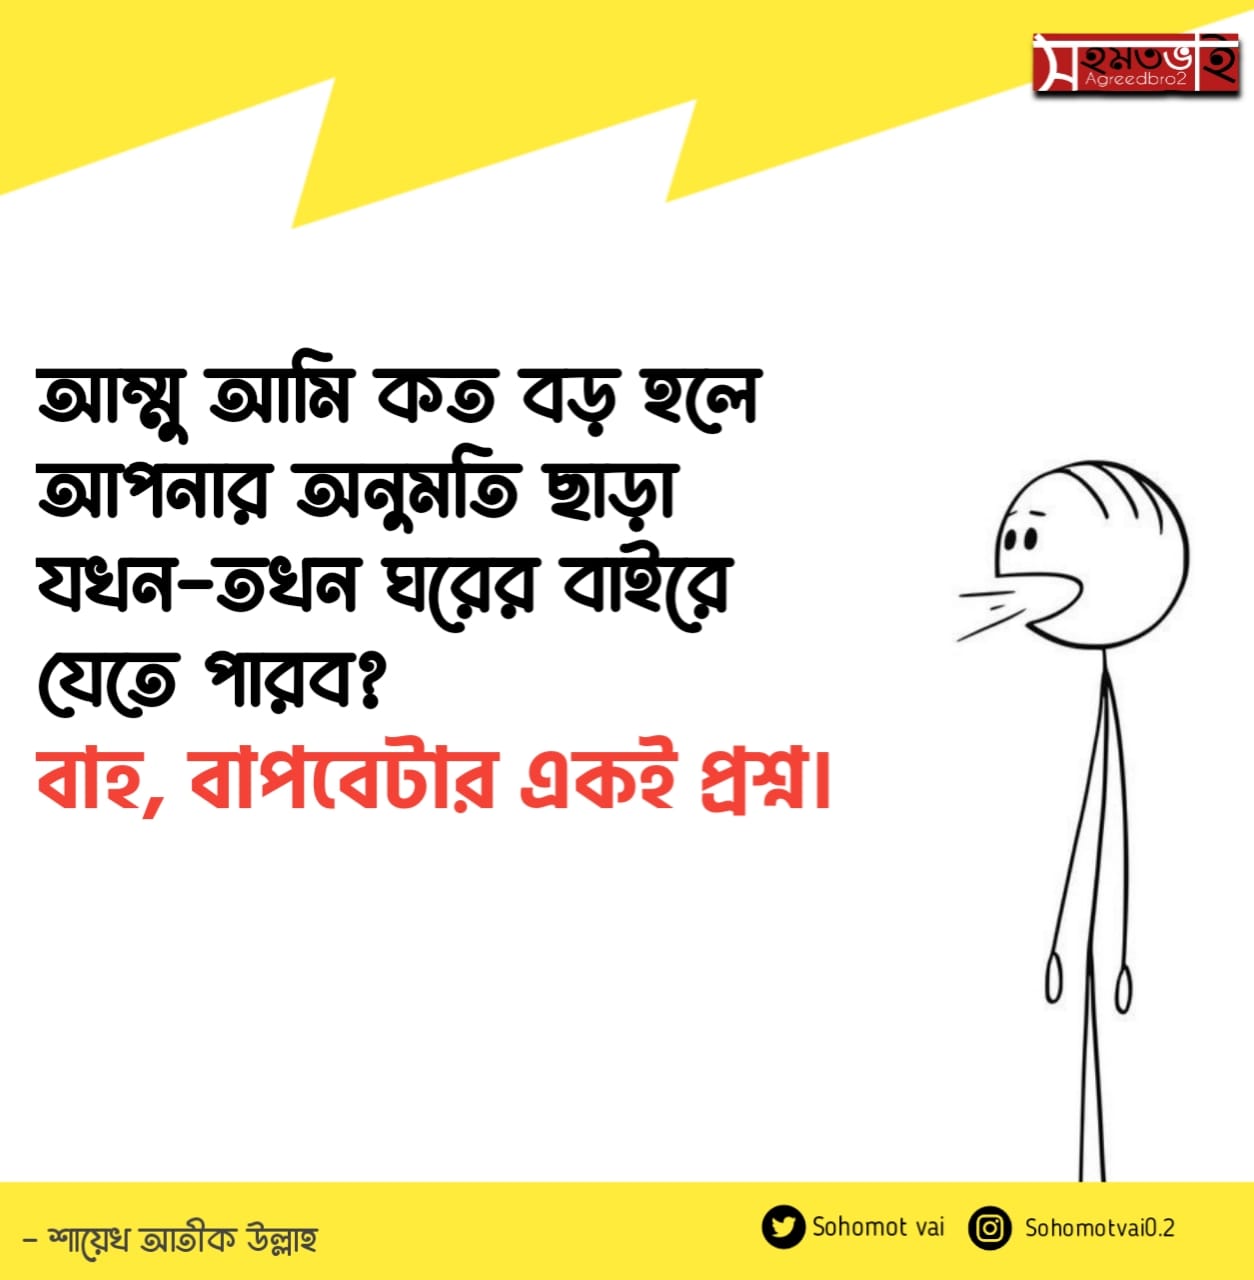 সহমতভাই
Agreedbro2
আম্মু আমি কত বড় হলে
আপনার অনুমতি ছাড়া
যখন-তখন ঘরের বাইরে
যেতে পারব?
বাহ, বাপবেটার একই প্রশ্ন।
- শায়েখ আতীক উল্লাহ
Sohomot vai
Sohomotvai0.2